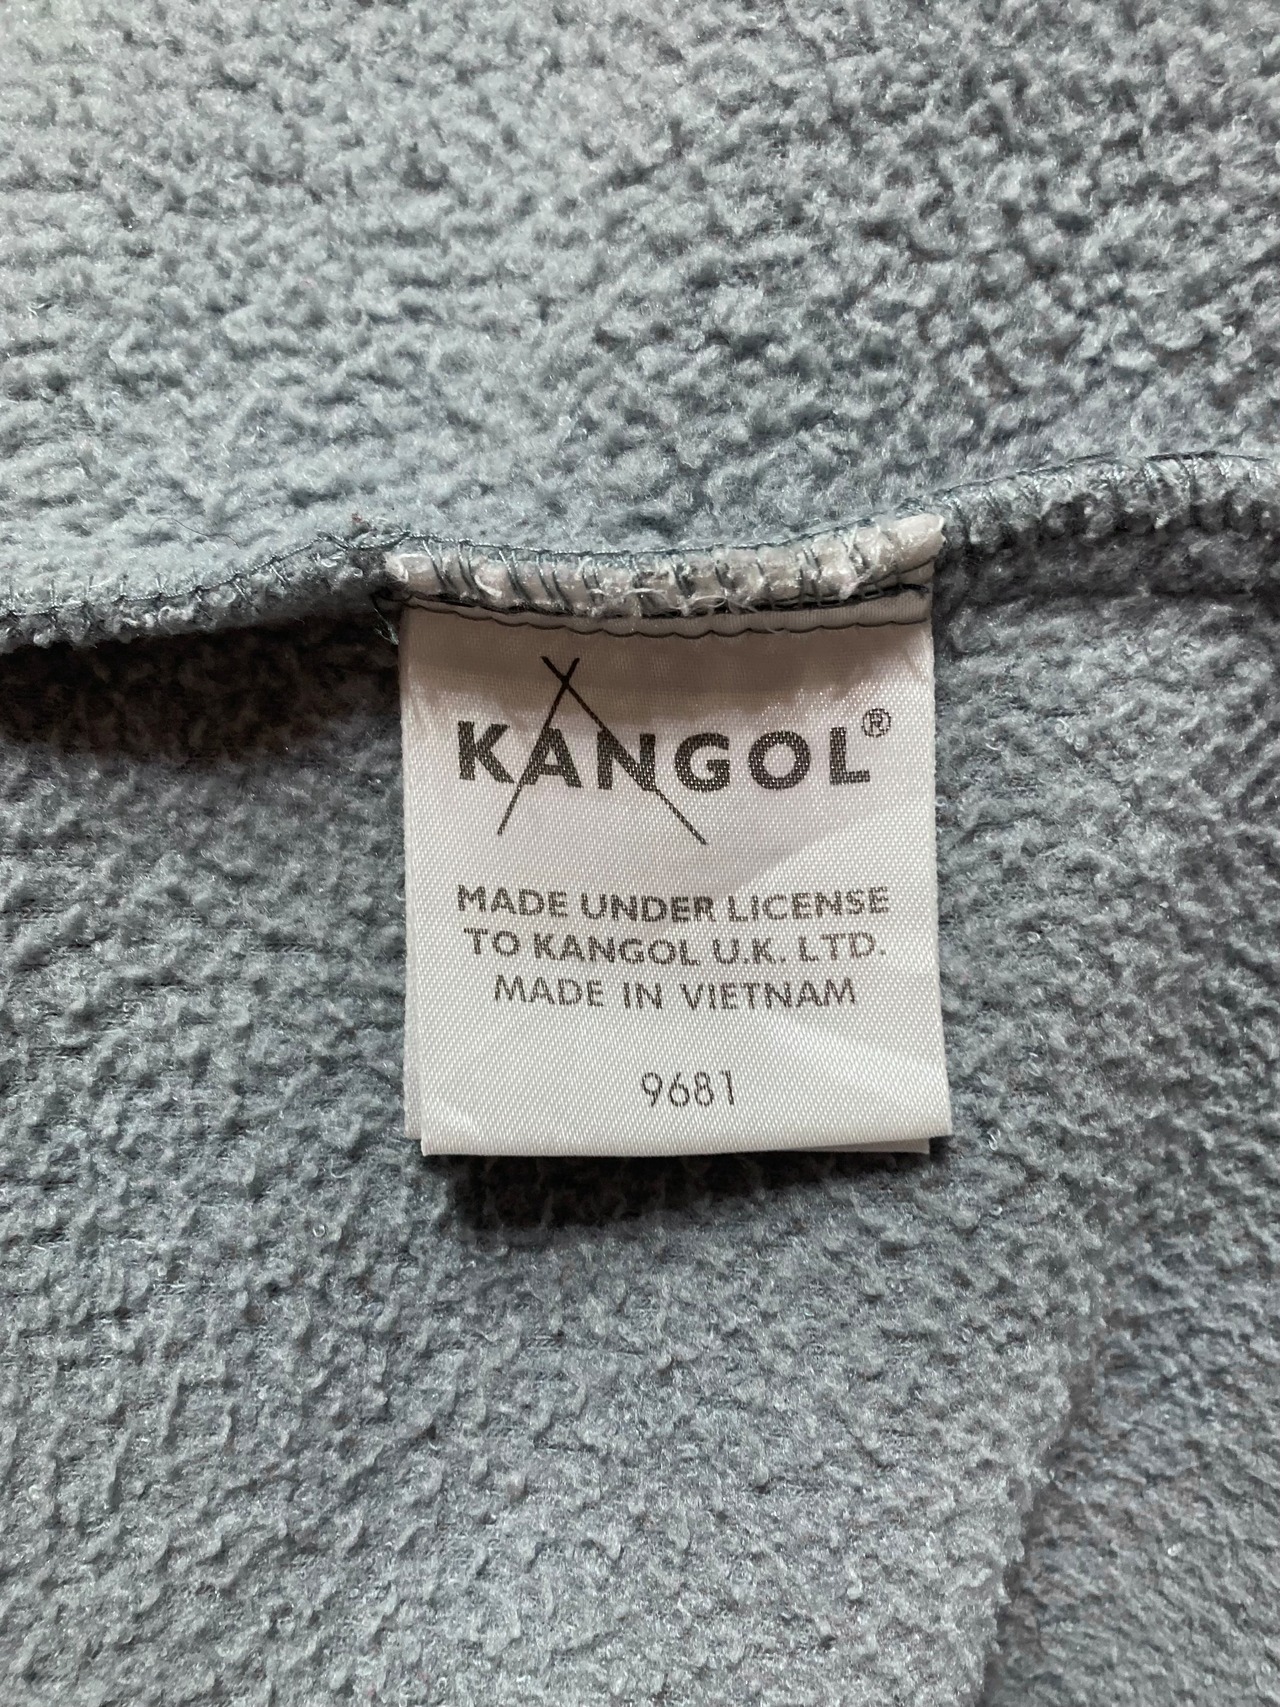 KANGOL®
MADE UNDER LICENSE
TO KANGOL U.K. LTD.
MADE IN VIETNAM
9681